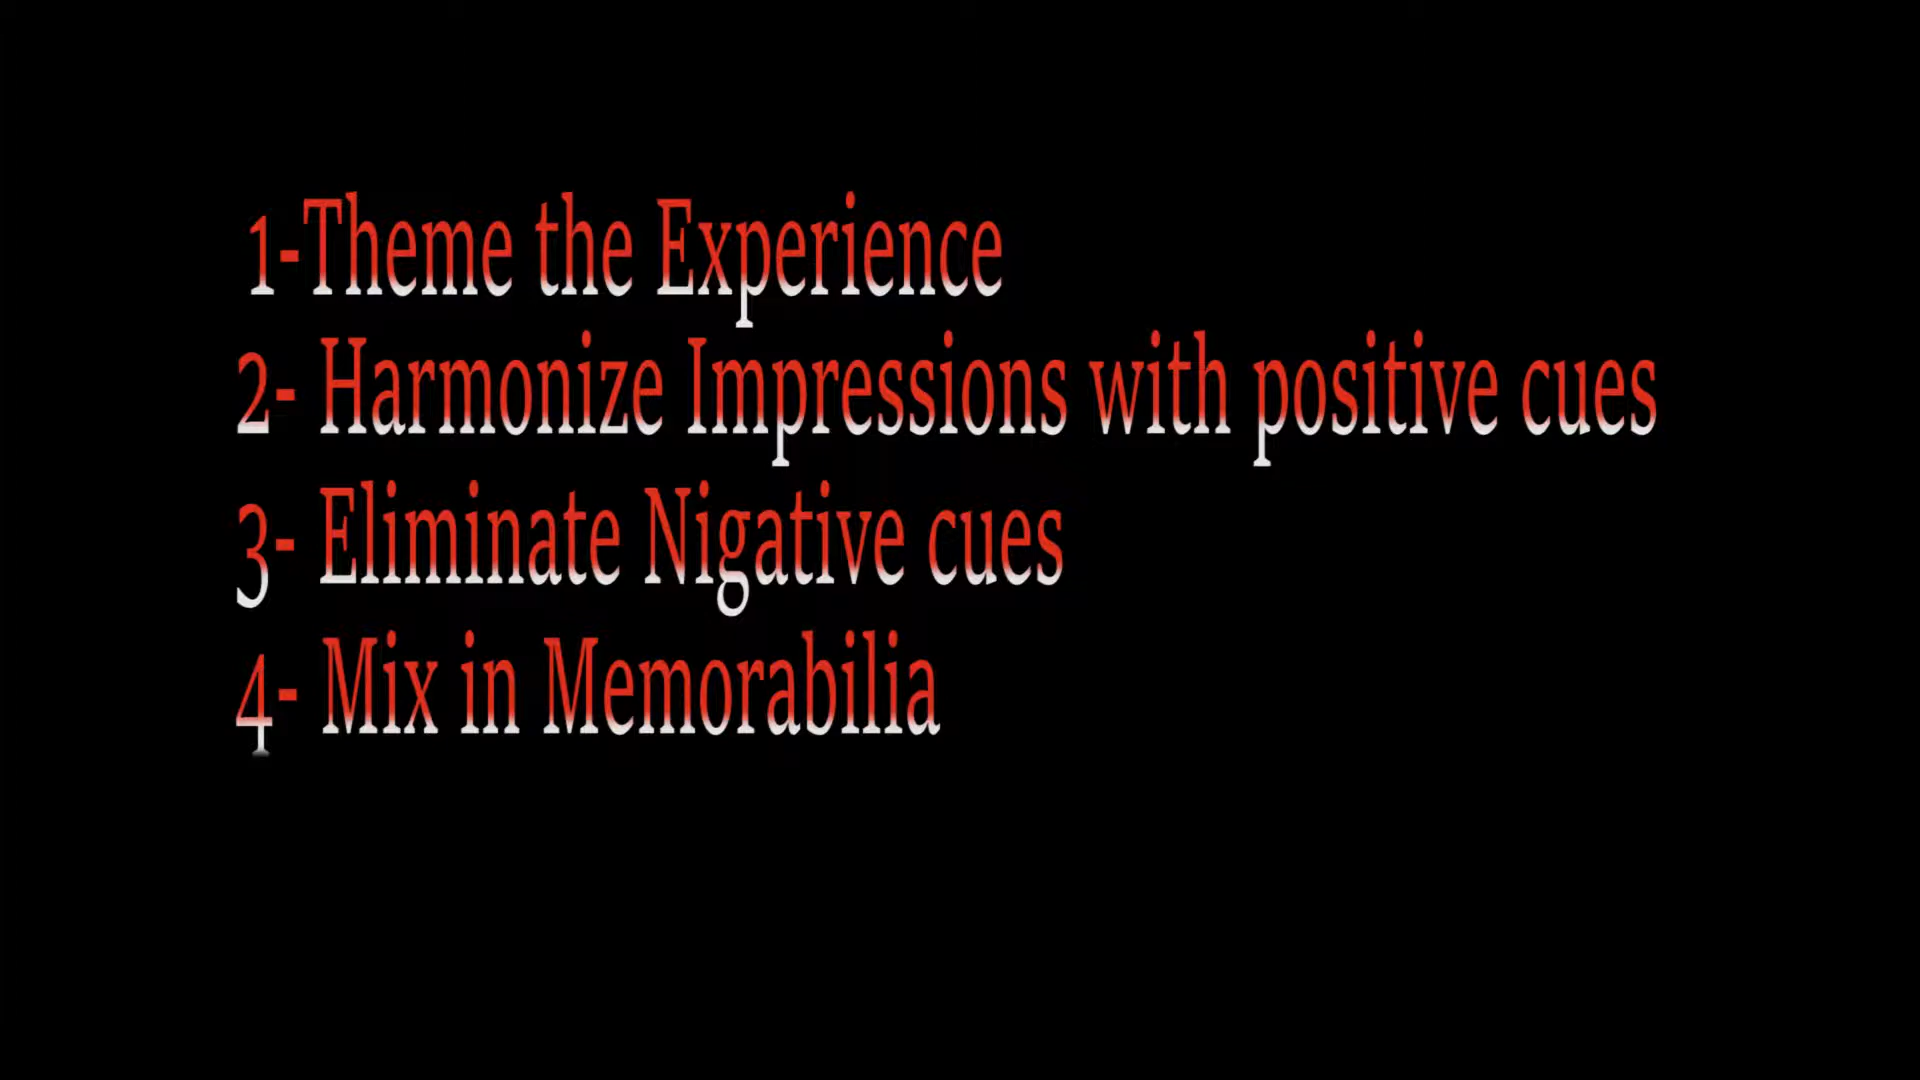 1-Theme the Experience
2- Harmonize Impressions with positive cues
3- Eliminate Nigative cues
4- Mix in Memorabilia